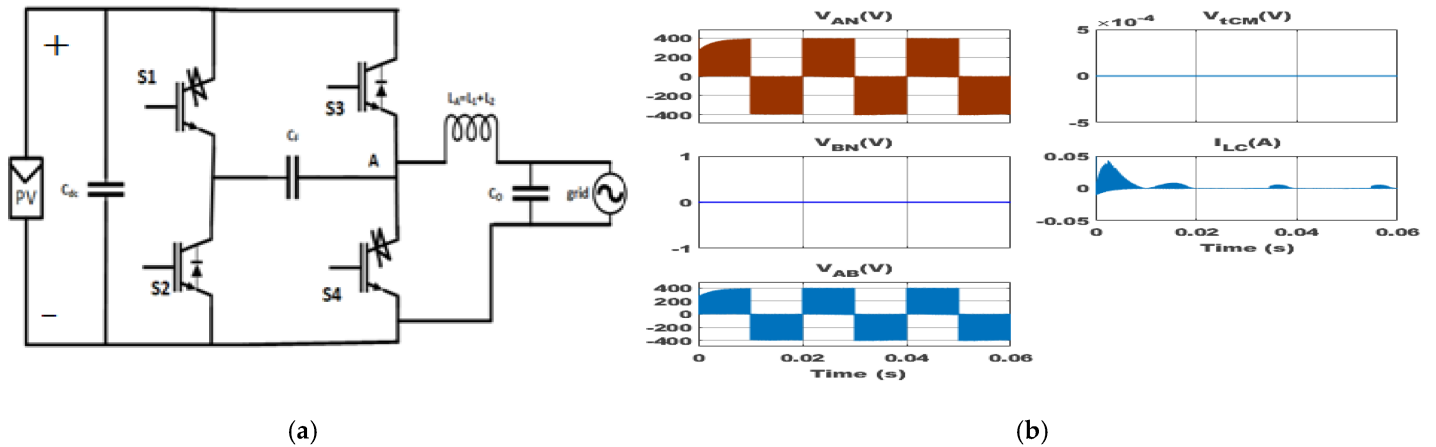 +
−
PV
Cdc
S1
S2
S3
S4
Cf
A
LA=L1+L2
CO
grid
(a)
VAN(V)
400
200
0
-200
-400
VBN(V)
1
0
-1
VAB(V)
400
200
0
-200
-400
0 0.02 0.04 0.06
Time (s)
VtCM(V)
×10-4
5
0
-5
ILC(A)
0.05
0
-0.05
0 0.02 0.04 0.06
Time (s)
(b)